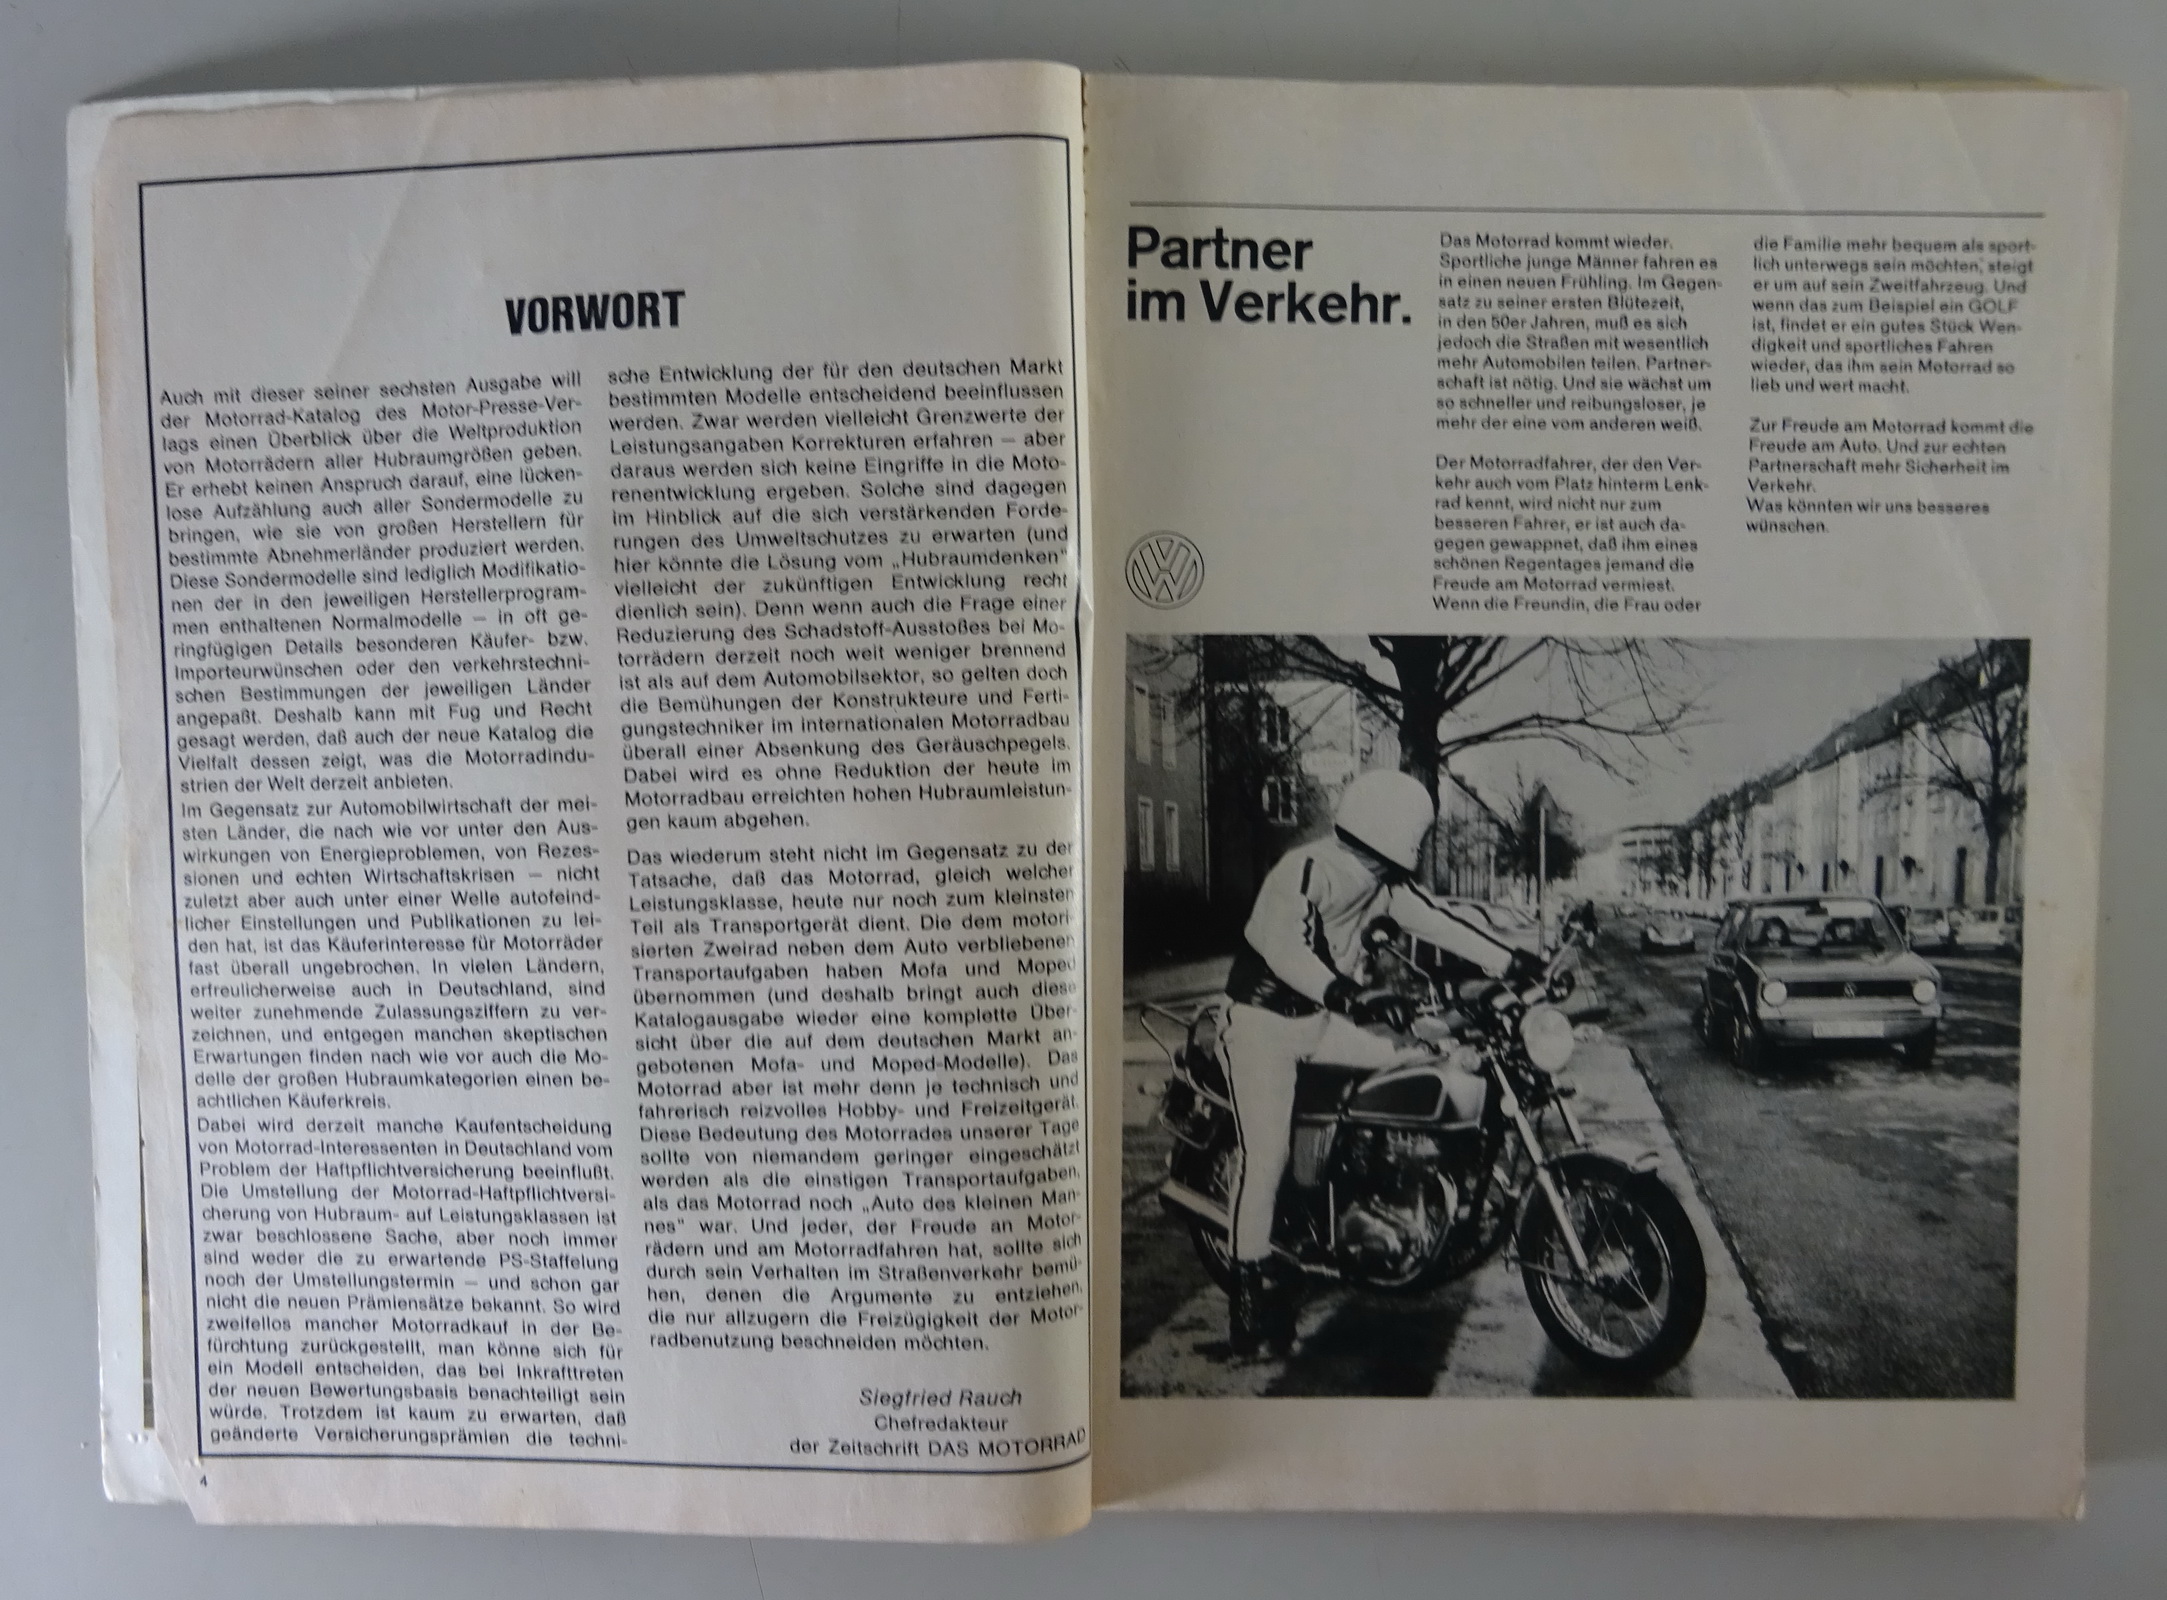 VORWORT
Auch mit dieser seiner sechsten Ausgabe will
der Motorrad-Katalog des Motor-Presse-Ver-
lags einen Überblick über die Weltproduktion
von Motorrädern aller Hubraumgrößen geben.
Er erhebt keinen Anspruch darauf, eine lücken-
lose Aufzählung auch aller Sondermodelle zu
bringen, wie sie von großen Herstellern für
bestimmte Abnehmerländer produziert werden.
Diese Sondermodelle sind lediglich Modifikatio-
nen der in den jeweiligen Herstellerprogram-
men enthaltenen Normalmodelle — in oft ge-
ringfügigen Details besonderen Käufer- bzw.
Importeurwünschen oder den verkehrstechni-
schen Bestimmungen der jeweiligen Länder
angepaßt. Deshalb kann mit Fug und Recht
gesagt werden, daß auch der neue Katalog die
Vielfalt dessen zeigt, was die Motorradindu-
strien der Welt derzeit anbieten.
Im Gegensatz zur Automobilwirtschaft der mei-
sten Länder, die nach wie vor unter den Aus-
wirkungen von Energieproblemen, von Rezes-
sionen und echten Wirtschaftskrisen — nicht
zuletzt aber auch unter einer Welle autofeind-
licher Einstellungen und Publikationen zu lei-
den hat, ist das Käuferinteresse für Motorräder
fast überall ungebrochen. In vielen Ländern,
erfreulicherweise auch in Deutschland, sind
weiter zunehmende Zulassungsziffern zu ver-
zeichnen, und entgegen manchen skeptischen
Erwartungen finden nach wie vor auch die Mo-
delle der großen Hubraumkategorien einen be-
achtlichen Käuferkreis.
Dabei wird derzeit manche Kaufentscheidung
von Motorrad-Interessenten in Deutschland vom
Problem der Haftpflichtversicherung beeinflußt.
Die Umstellung der Motorrad-Haftpflichtversi-
cherung von Hubraum- auf Leistungsklassen ist
zwar beschlossene Sache, aber noch immer
sind weder die zu erwartende PS-Staffelung
noch der Umstellungstermin — und schon gar
nicht die neuen Prämiensätze bekannt. So wird
zweifellos mancher Motorradkauf in der Be-
fürchtung zurückgestellt, man könne sich für
ein Modell entscheiden, das bei Inkrafttreten
der neuen Bewertungsbasis benachteiligt sein
würde. Trotzdem ist kaum zu erwarten, daß
geänderte Versicherungsprämien die techni-
sche Entwicklung der für den deutschen Markt
bestimmten Modelle entscheidend beeinflussen
werden. Zwar werden vielleicht Grenzwerte der
Leistungsangaben Korrekturen erfahren — aber
daraus werden sich keine Eingriffe in die Moto-
renentwicklung ergeben. Solche sind dagegen
im Hinblick auf die sich verstärkenden Forde-
rungen des Umweltschutzes zu erwarten (und
hier könnte die Lösung vom „Hubraumdenken"
vielleicht der zukünftigen Entwicklung recht
dienlich sein). Denn wenn auch die Frage einer
Reduzierung des Schadstoff-Ausstoßes bei Mo-
torrädern derzeit noch weit weniger brennend
ist als auf dem Automobilsektor, so gelten doch
die Bemühungen der Konstrukteure und Ferti-
gungstechniker im internationalen Motorradbau
überall einer Absenkung des Geräuschpegels.
Dabei wird es ohne Reduktion der heute im
Motorradbau erreichten hohen Hubraumleistun-
gen kaum abgehen.
Das wiederum steht nicht im Gegensatz zu der
Tatsache, daß das Motorrad, gleich welcher
Leistungsklasse, heute nur noch zum kleinsten
Teil als Transportgerät dient. Die dem motori-
sierten Zweirad neben dem Auto verbliebenen
Transportaufgaben haben Mofa und Moped
übernommen (und deshalb bringt auch diese
Katalogausgabe wieder eine komplette Über-
sicht über die auf dem deutschen Markt an-
gebotenen Mofa- und Moped-Modelle). Das
Motorrad aber ist mehr denn je technisch und
fahrerisch reizvolles Hobby- und Freizeitgerät.
Diese Bedeutung des Motorrades unserer Tage
sollte von niemandem geringer eingeschätzt
werden als die einstigen Transportaufgaben,
als das Motorrad noch „Auto des kleinen Man-
nes" war. Und jeder, der Freude an Motor-
rädern und am Motorradfahren hat, sollte sich
durch sein Verhalten im Straßenverkehr bemü-
hen, denen die Argumente zu entziehen,
die nur allzugern die Freizügigkeit der Motor-
radbenutzung beschneiden möchten.
Siegfried Rauch
Chefredakteur
der Zeitschrift DAS MOTORRAD
4
Partner
im Verkehr.
Das Motorrad kommt wieder.
Sportliche junge Männer fahren es
in einen neuen Frühling. Im Gegen-
satz zu seiner ersten Blütezeit,
in den 50er Jahren, muß es sich
jedoch die Straßen mit wesentlich
mehr Automobilen teilen. Partner-
schaft ist nötig. Und sie wächst um
so schneller und reibungsloser, je
mehr der eine vom anderen weiß.
Der Motorradfahrer, der den Ver-
kehr auch vom Platz hinterm Lenk-
rad kennt, wird nicht nur zum
besseren Fahrer, er ist auch da-
gegen gewappnet, daß ihm eines
schönen Regentages jemand die
Freude am Motorrad vermiest.
Wenn die Freundin, die Frau oder
die Familie mehr bequem als sport-
lich unterwegs sein möchten, steigt
er um auf sein Zweitfahrzeug. Und
wenn das zum Beispiel ein GOLF
ist, findet er ein gutes Stück Wen-
digkeit und sportliches Fahren
wieder, das ihm sein Motorrad so
lieb und wert macht.
Zur Freude am Motorrad kommt die
Freude am Auto. Und zur echten
Partnerschaft mehr Sicherheit im
Verkehr.
Was könnten wir uns besseres
wünschen.